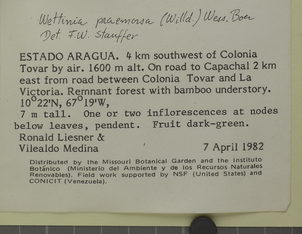 Wettinia praemorsa (Willd.) Wess. Boer
Det. F.W. Stauffer
ESTADO ARAGUA. 4 km southwest of Colonia
Tovar by air. 1600 m alt. On road to Capachal 2 km
east from road between Colonia Tovar and La
Victoria. Remnant forest with bamboo understory.
10°22'N, 67°19'W,
7 m tall. One or two inflorescences at nodes
below leaves, pendent. Fruit dark-green.
Ronald Liesner &
Vilealdo Medina 7 April 1982
Distributed by the Missouri Botanical Garden and the Instituto
Botánico (Ministerio del Ambiente y de los Recursos Naturales
Renovables). Field work supported by NSF (United States) and
CONICIT (Venezuela).